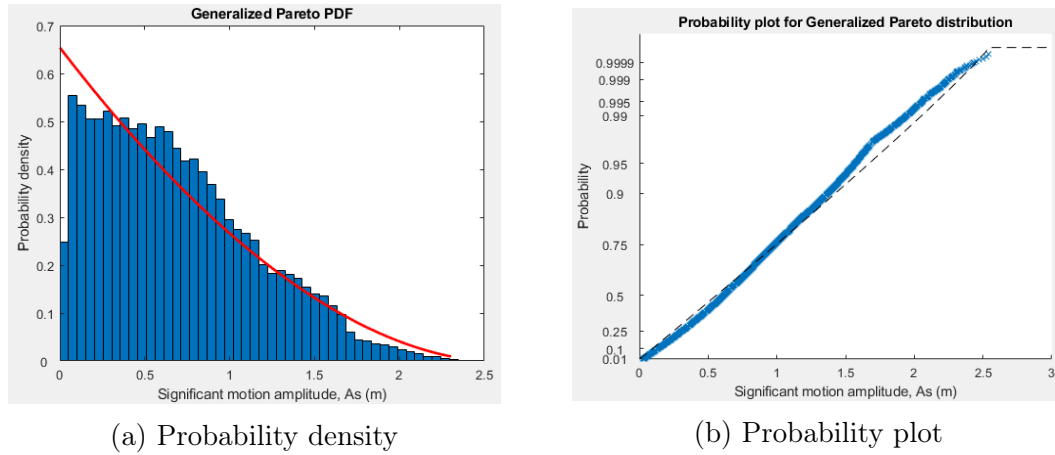 Generalized Pareto PDF
0.7
0.6
0.5
0.4
0.3
0.2
0.1
0
Probability density
0 0.5 1 1.5 2 2.5
Significant motion amplitude, As (m)
(a) Probability density
Probability plot for Generalized Pareto distribution
0.9999
0.999
0.995
0.99
0.95
0.9
0.75
0.5
0.25
0.1
0.01
Probability
0 0.5 1 1.5 2 2.5 3
Significant motion amplitude, As (m)
(b) Probability plot